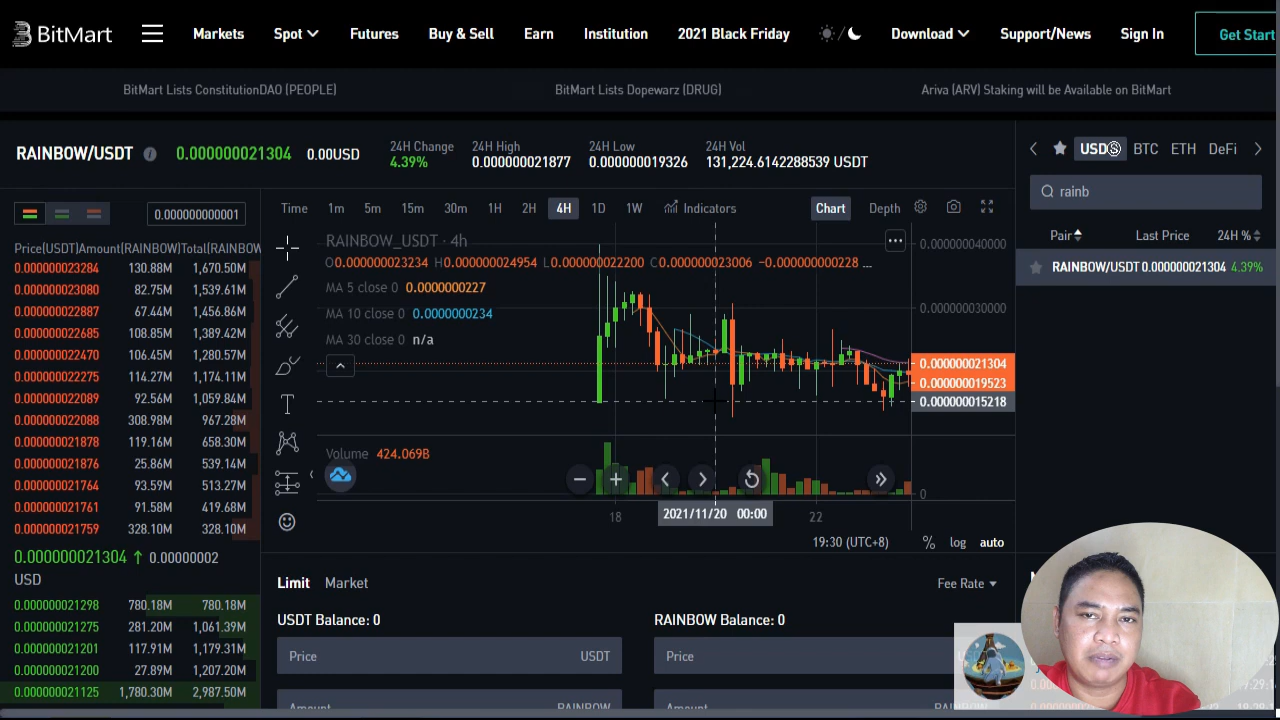 BitMart
Markets
Spot
Futures
Buy & Sell
Earn
Institution
2021 Black Friday
Download
Support/News
Sign In
Get Start
BitMart Lists ConstitutionDAO (PEOPLE)
BitMart Lists Dopewarz (DRUG)
Ariva (ARV) Staking will be Available on BitMart
RAINBOW/USDT
0.000000021304 0.00USD
24H Change
4.39%
24H High
0.000000021877
24H Low
0.000000019326
24H Vol
131,224.6142288539 USDT
USD
BTC
ETH
DeFi
rainb
Pair
Last Price
24H %
RAINBOW/USDT 0.000000021304 4.39%
0.000000000001
Price(USDT)Amount(RAINBOW)Total(RAINBOW
0.000000023284 130.88M 1,670.50M
0.000000023080 82.75M 1,539.61M
0.000000022887 67.44M 1,456.86M
0.000000022685 108.85M 1,389.42M
0.000000022470 106.45M 1,280.57M
0.000000022275 114.27M 1,174.11M
0.000000022089 92.56M 1,059.84M
0.000000022088 308.98M 967.28M
0.000000021878 119.16M 658.30M
0.000000021876 25.86M 539.14M
0.000000021764 93.59M 513.27M
0.000000021761 91.58M 419.68M
0.000000021759 328.10M 328.10M
0.000000021304 ↑ 0.00000002
USD
0.000000021298 780.18M 780.18M
0.000000021275 281.20M 1,061.39M
0.000000021201 117.91M 1,179.31M
0.000000021200 27.89M 1,207.20M
0.000000021125 1,780.30M 2,987.50M
Time 1m 5m 15m 30m 1H 2H 4H 1D 1W Indicators
Chart
Depth
RAINBOW_USDT · 4h
O0.000000023234 H0.000000024954 L0.000000022200 C0.000000023006 -0.0000000000228 ...
MA 5 close 0 0.0000000227
MA 10 close 0 0.0000000234
MA 30 close 0 n/a
0.000000040000
0.000000030000
0.000000021304
0.000000019523
0.000000015218
Volume 424.069B
0
18
2021/11/20 00:00
22
19:30 (UTC+8)
% log auto
Limit Market
Fee Rate
USDT Balance: 0
RAINBOW Balance: 0
Price USDT
Price
Amount RAINBOW
Amount